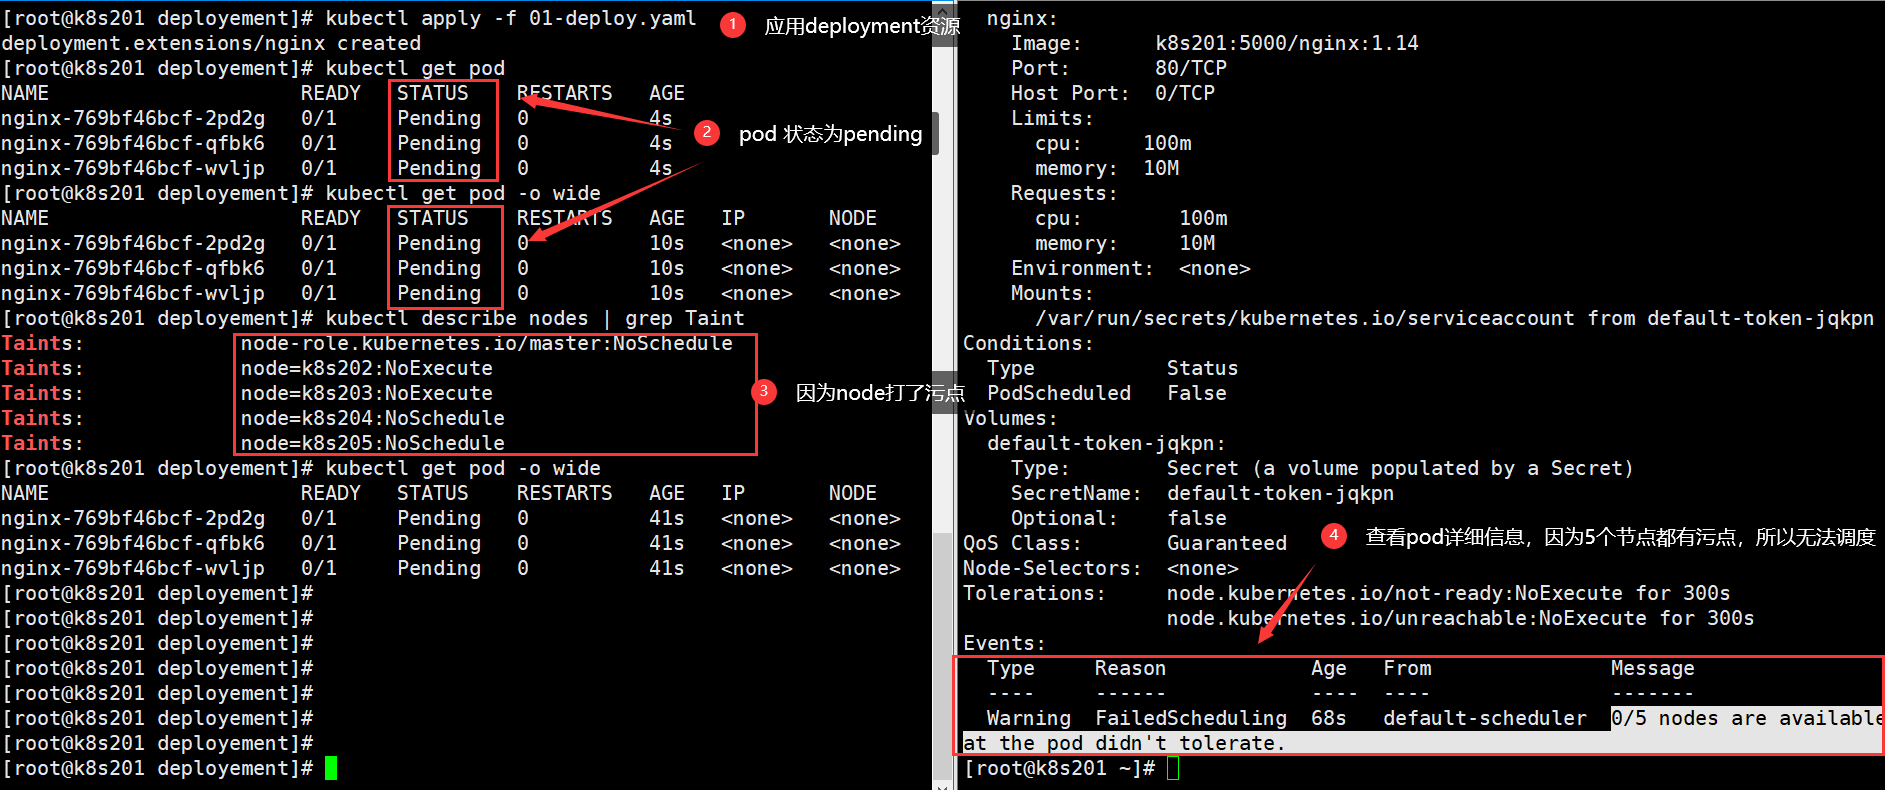 [root@k8s201 deployement]# kubectl apply -f 01-deploy.yaml
1 应用deployment资源
deployment.extensions/nginx created
[root@k8s201 deployement]# kubectl get pod
NAME READY STATUS RESTARTS AGE
nginx-769bf46bcf-2pd2g 0/1 Pending 0 4s
nginx-769bf46bcf-qfbk6 0/1 Pending 0 4s
nginx-769bf46bcf-wvljp 0/1 Pending 0 4s
2 pod 状态为pending
[root@k8s201 deployement]# kubectl get pod -o wide
NAME READY STATUS RESTARTS AGE IP NODE
nginx-769bf46bcf-2pd2g 0/1 Pending 0 10s <none> <none>
nginx-769bf46bcf-qfbk6 0/1 Pending 0 10s <none> <none>
nginx-769bf46bcf-wvljp 0/1 Pending 0 10s <none> <none>
[root@k8s201 deployement]# kubectl describe nodes | grep Taint
Taints: node-role.kubernetes.io/master:NoSchedule
Taints: node=k8s202:NoExecute
Taints: node=k8s203:NoExecute
Taints: node=k8s204:NoSchedule
Taints: node=k8s205:NoSchedule
3 因为node打了污点
[root@k8s201 deployement]# kubectl get pod -o wide
NAME READY STATUS RESTARTS AGE IP NODE
nginx-769bf46bcf-2pd2g 0/1 Pending 0 41s <none> <none>
nginx-769bf46bcf-qfbk6 0/1 Pending 0 41s <none> <none>
nginx-769bf46bcf-wvljp 0/1 Pending 0 41s <none> <none>
[root@k8s201 deployement]#
[root@k8s201 deployement]#
[root@k8s201 deployement]#
[root@k8s201 deployement]#
[root@k8s201 deployement]#
[root@k8s201 deployement]#
[root@k8s201 deployement]#
[root@k8s201 deployement]#
nginx:
Image: k8s201:5000/nginx:1.14
Port: 80/TCP
Host Port: 0/TCP
Limits:
cpu: 100m
memory: 10M
Requests:
cpu: 100m
memory: 10M
Environment: <none>
Mounts:
/var/run/secrets/kubernetes.io/serviceaccount from default-token-jqkpn
Conditions:
Type Status
PodScheduled False
Volumes:
default-token-jqkpn:
Type: Secret (a volume populated by a Secret)
SecretName: default-token-jqkpn
Optional: false
QoS Class: Guaranteed
4 查看pod详细信息，因为5个节点都有污点，所以无法调度
Node-Selectors: <none>
Tolerations: node.kubernetes.io/not-ready:NoExecute for 300s
node.kubernetes.io/unreachable:NoExecute for 300s
Events:
Type Reason Age From Message
---- ------ ---- ---- -------
Warning FailedScheduling 68s default-scheduler 0/5 nodes are available
at the pod didn't tolerate.
[root@k8s201 ~]#